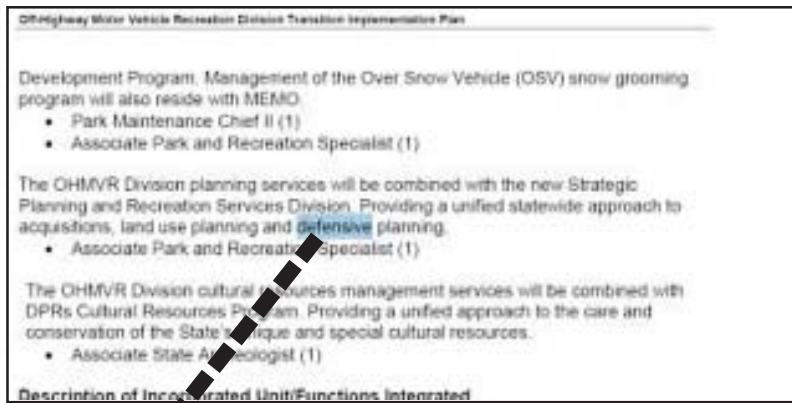 Off-Highway Motor Vehicle Recreation Division Transition Implementation Plan
Development Program. Management of the Over Snow Vehicle (OSV) snow grooming
program will also reside with MEMO.
• Park Maintenance Chief II (1)
• Associate Park and Recreation Specialist (1)
The OHMVR Division planning services will be combined with the new Strategic
Planning and Recreation Services Division. Providing a unified statewide approach to
acquisitions, land use planning and defensive planning.
• Associate Park and Recreation Specialist (1)
The OHMVR Division cultural resources management services will be combined with
DPRs Cultural Resources Program. Providing a unified approach to the care and
conservation of the State's unique and special cultural resources.
• Associate State Archeologist (1)
Description of Incorporated Unit/Functions Integrated